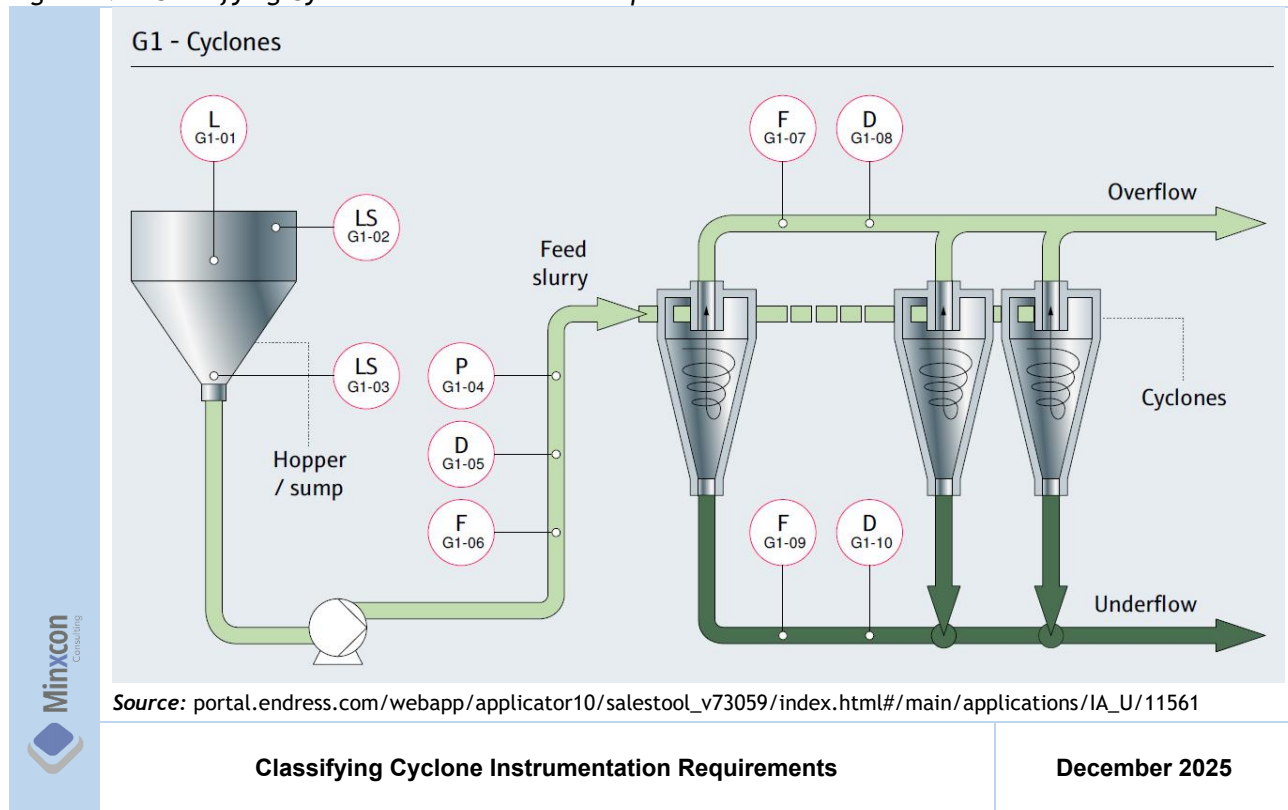 G1 - Cyclones
L
G1-01
LS
G1-02
LS
G1-03
Hopper
/ sump
P
G1-04
D
G1-05
F
G1-06
Feed
slurry
F
G1-07
D
G1-08
Overflow
Cyclones
F
G1-09
D
G1-10
Underflow
Minxcon
Consulting
Source: portal.endress.com/webapp/applicator10/salestool_v73059/index.html#/main/applications/IA_U/11561
Classifying Cyclone Instrumentation Requirements
December 2025